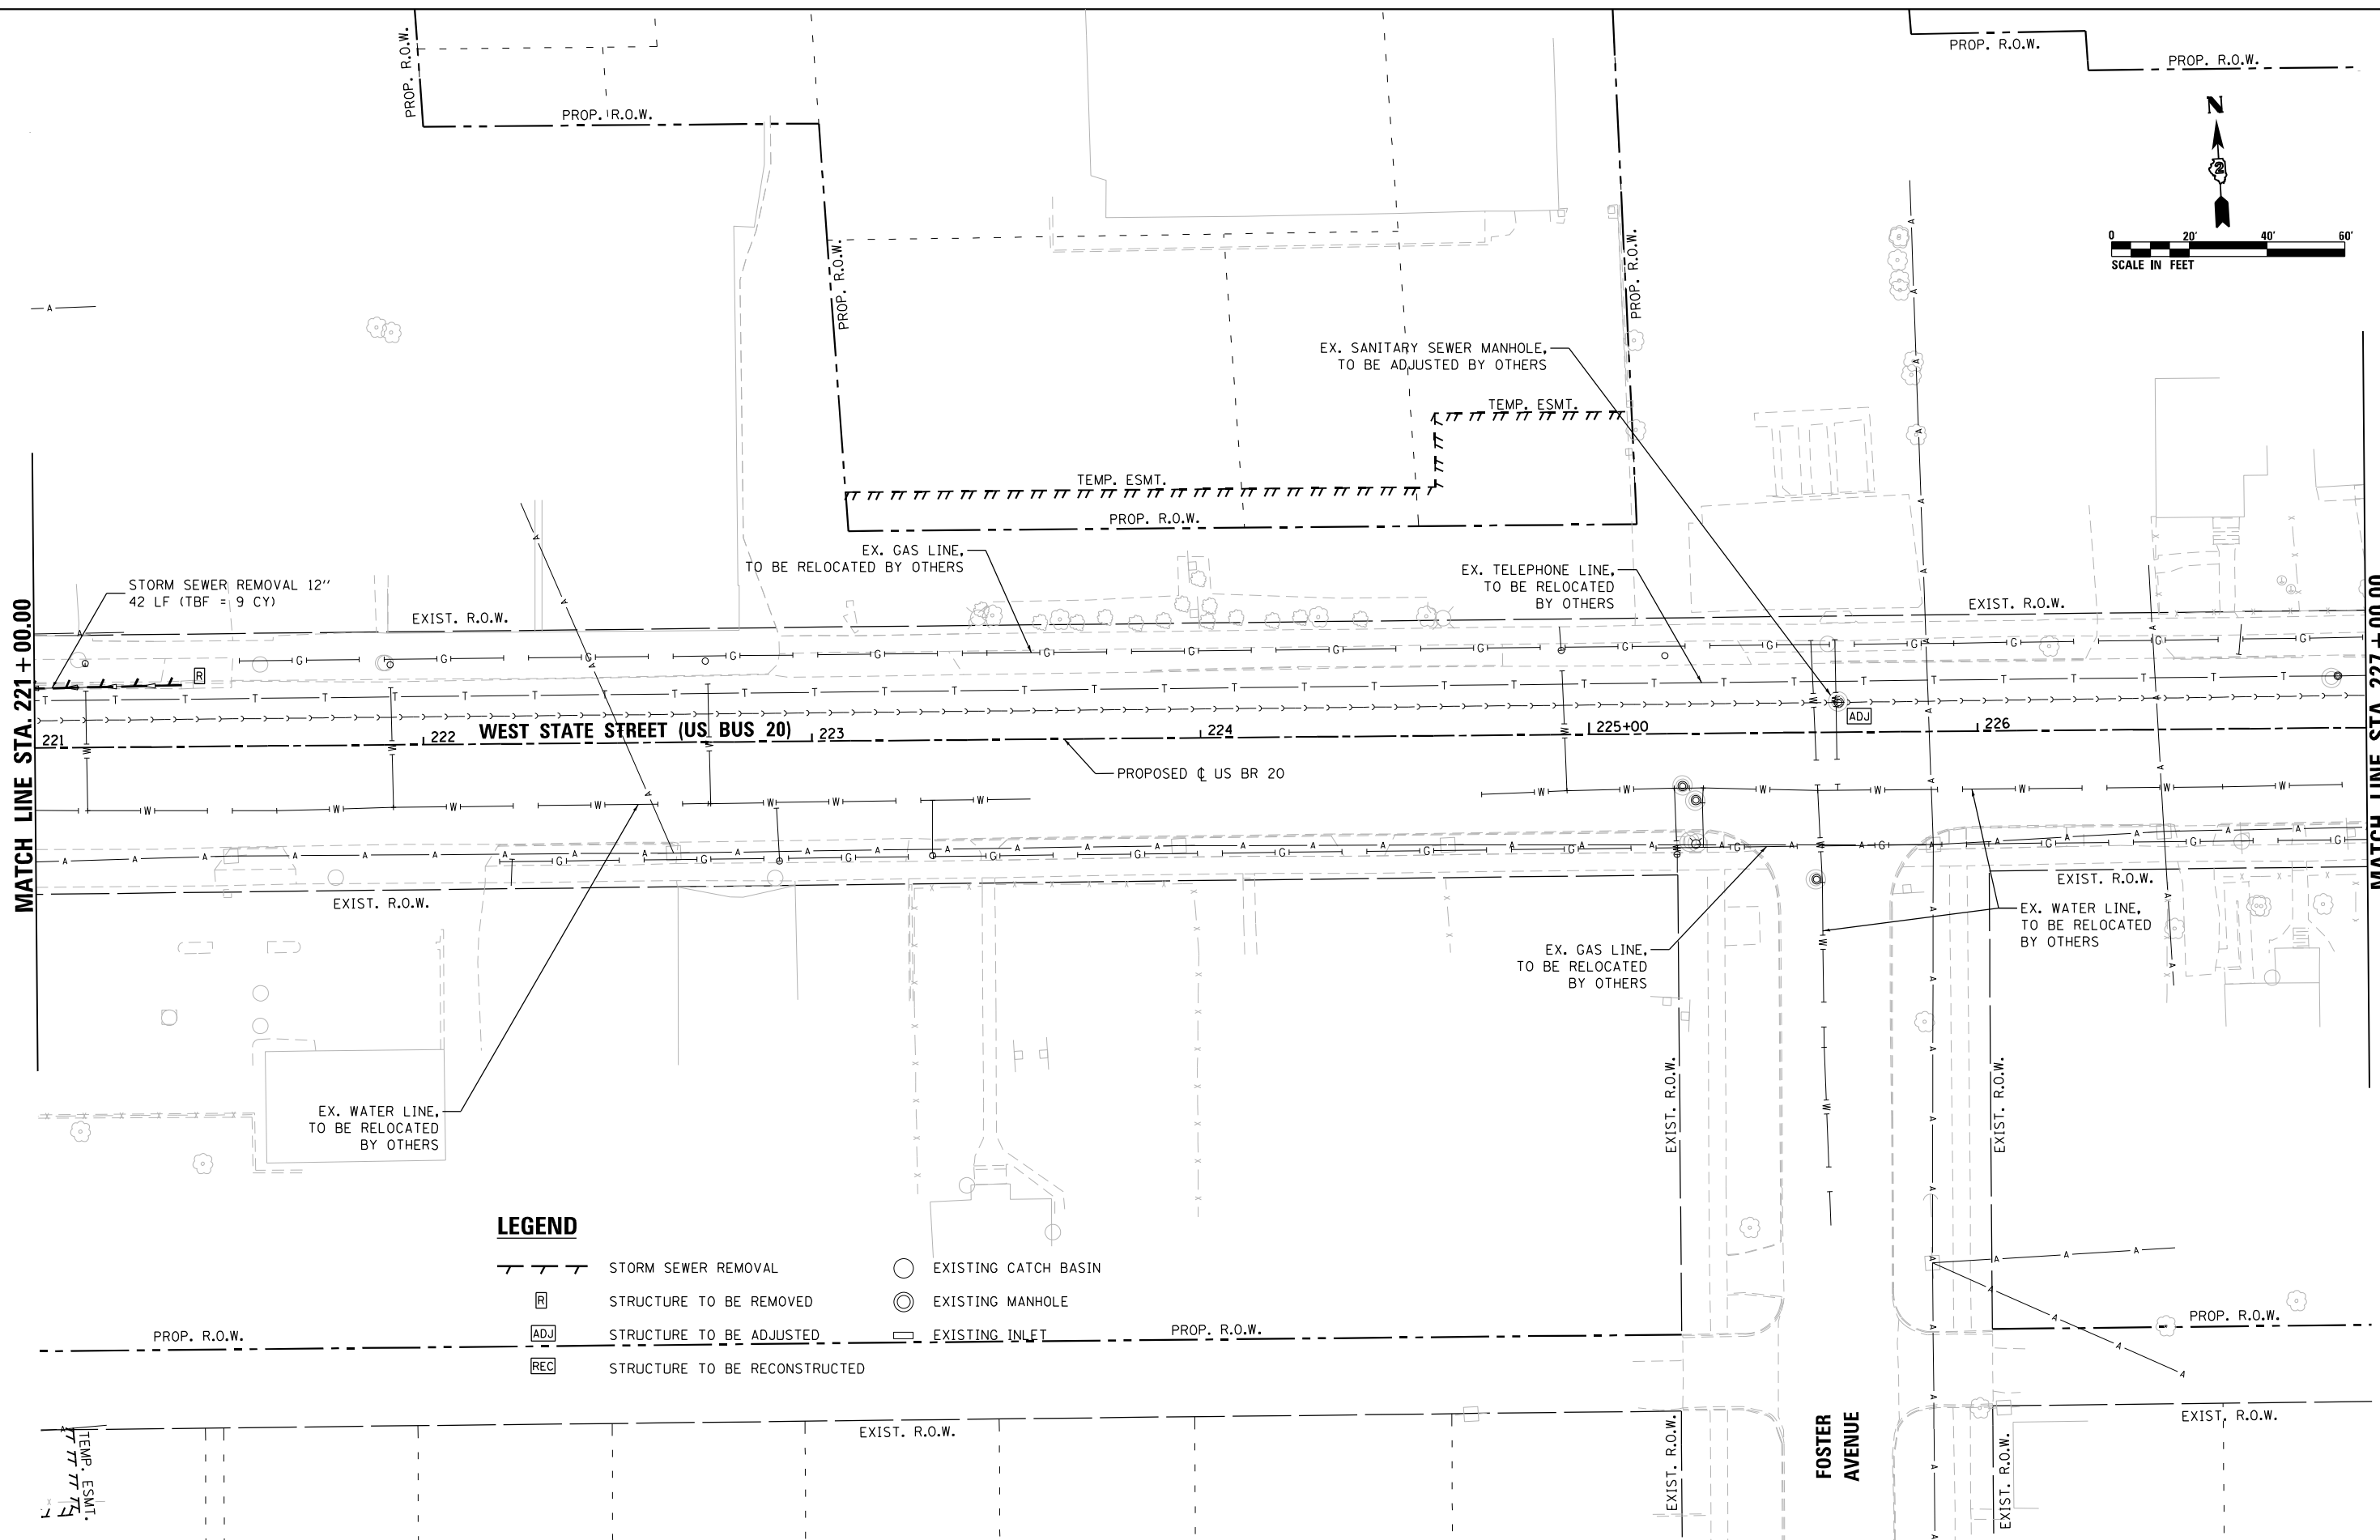 PROP. R.O.W.
PROP. R.O.W.
PROP. R.O.W.
PROP. R.O.W.
N
2
0 20' 40' 60'
SCALE IN FEET
PROP. R.O.W.
PROP. R.O.W.
EX. SANITARY SEWER MANHOLE,
TO BE ADJUSTED BY OTHERS
TEMP. ESMT.
TEMP. ESMT.
PROP. R.O.W.
EX. GAS LINE,
TO BE RELOCATED BY OTHERS
EX. TELEPHONE LINE,
TO BE RELOCATED
BY OTHERS
STORM SEWER REMOVAL 12''
42 LF (TBF = 9 CY)
EXIST. R.O.W.
EXIST. R.O.W.
MATCH LINE STA. 221+00.00
MATCH LINE STA. 227+00.00
R
ADJ
WEST STATE STREET (US BUS 20)
221 222 223 224 225+00 226
PROPOSED ℄ US BR 20
EXIST. R.O.W.
EXIST. R.O.W.
EX. WATER LINE,
TO BE RELOCATED
BY OTHERS
EX. GAS LINE,
TO BE RELOCATED
BY OTHERS
EX. WATER LINE,
TO BE RELOCATED
BY OTHERS
EXIST. R.O.W.
EXIST. R.O.W.
LEGEND
STORM SEWER REMOVAL
EXISTING CATCH BASIN
R
STRUCTURE TO BE REMOVED
EXISTING MANHOLE
ADJ
STRUCTURE TO BE ADJUSTED
EXISTING INLET
REC
STRUCTURE TO BE RECONSTRUCTED
PROP. R.O.W.
PROP. R.O.W.
PROP. R.O.W.
EXIST. R.O.W.
EXIST. R.O.W.
TEMP. ESMT.
EXIST. R.O.W.
FOSTER
AVENUE
EXIST. R.O.W.